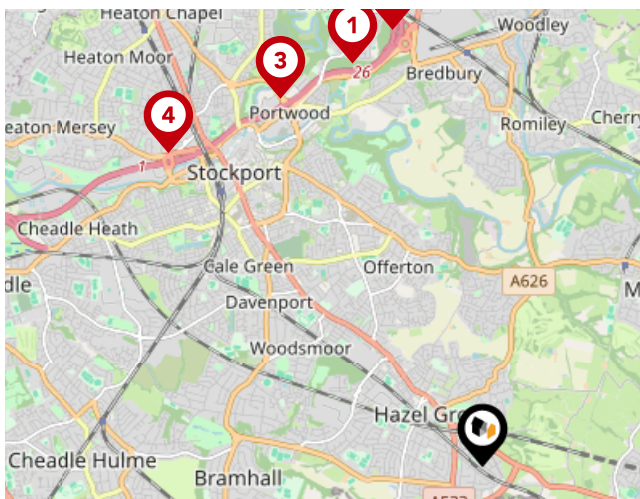 Heaton Chapel
Woodley
1
Heaton Moor
3
26
Bredbury
4
Portwood
eaton Mersey
Romiley
Cherry
1
Stockport
Cheadle Heath
Cale Green
Offerton
dle
A626
M
Davenport
Woodsmoor
Hazel Gre
Cheadle Hulme
Bramhall